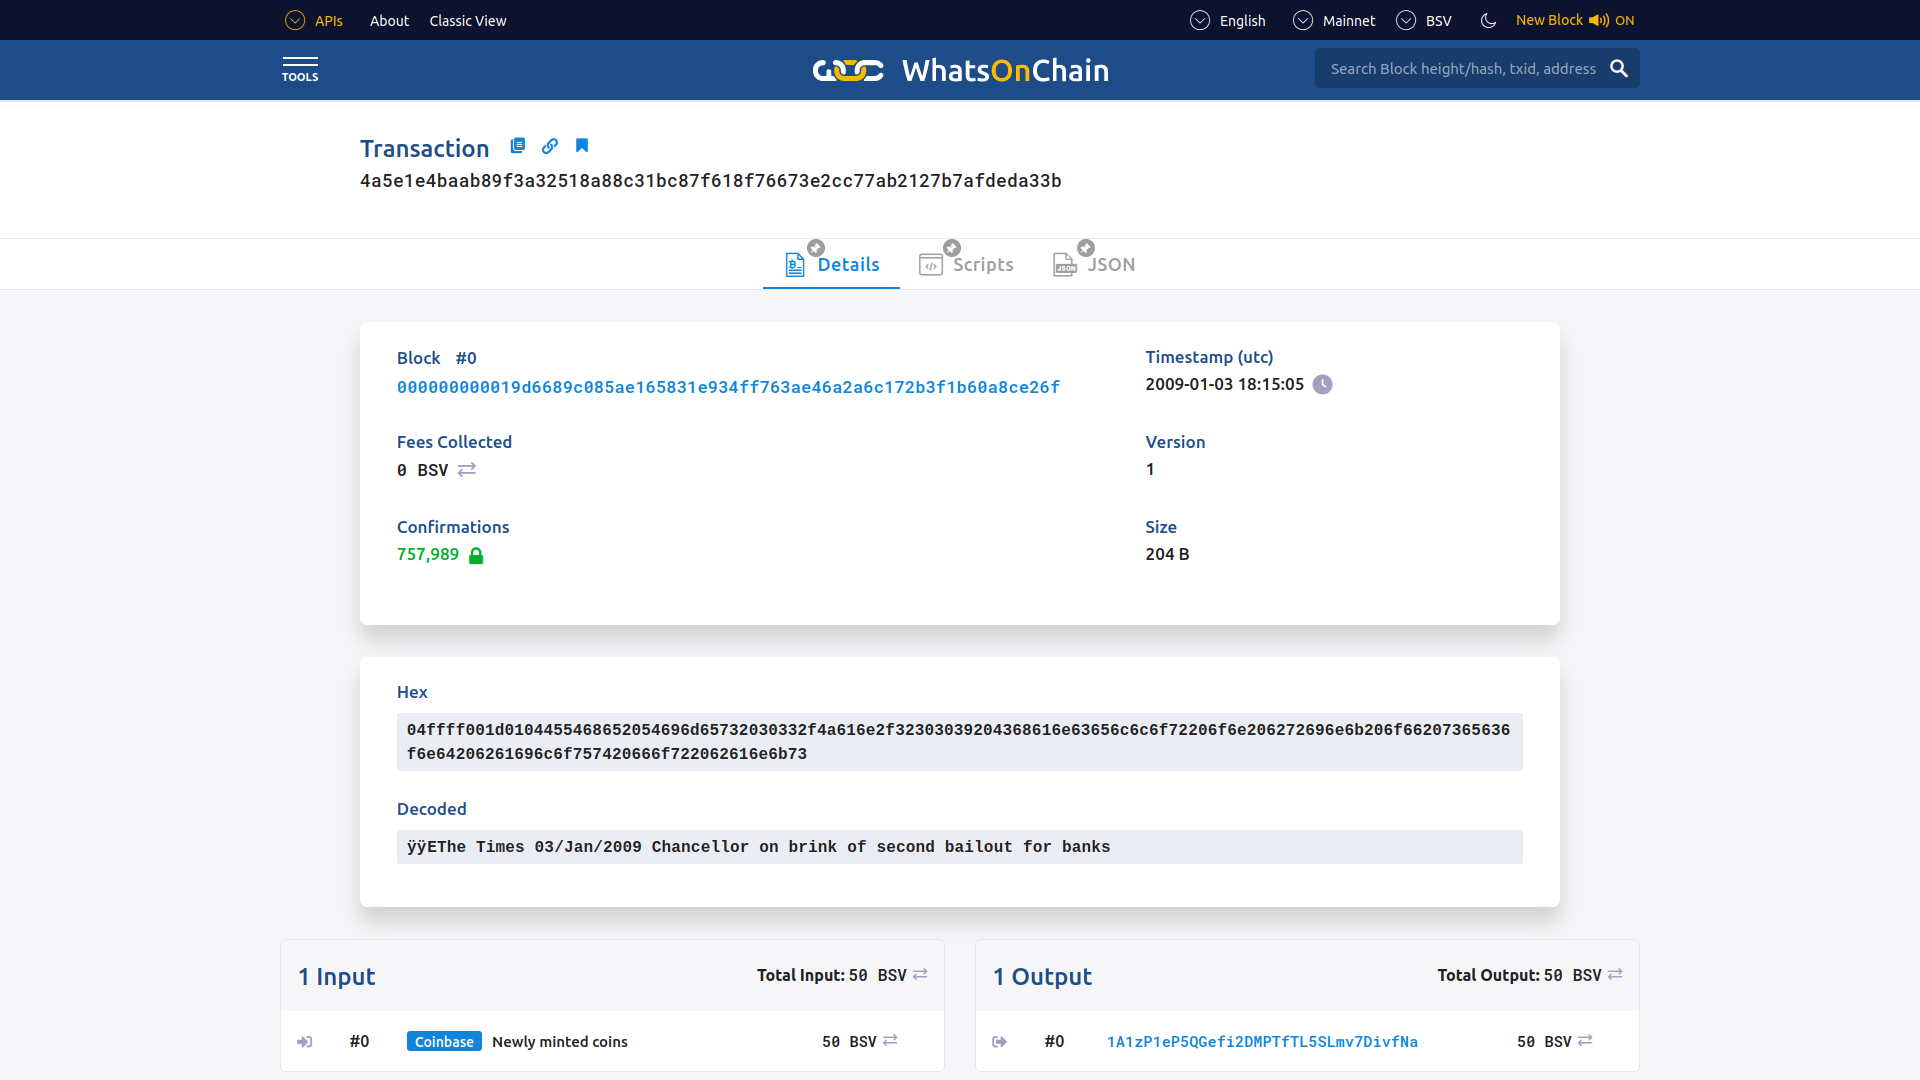 APIs About Classic View English Mainnet BSV New Block ON
TOOLS WhatsOnChain Search Block height/hash, txid, address
Transaction
4a5e1e4baab89f3a32518a88c31bc87f618f76673e2cc77ab2127b7afdeda33b
Details Scripts JSON
Block #0
000000000019d6689c085ae165831e934ff763ae46a2a6c172b3f1b60a8ce26f
Timestamp (utc)
2009-01-03 18:15:05
Fees Collected
0 BSV
Version
1
Confirmations
757,989
Size
204 B
Hex
04ffff001d0104455468652054696d65732030332f4a616e2f32303039204368616e63656c6c6f72206f6e206272696e6b206f66207365636
f6e64206261696c6f757420666f722062616e6b73
Decoded
ÿÿEThe Times 03/Jan/2009 Chancellor on brink of second bailout for banks
1 Input Total Input: 50 BSV
#0 Coinbase Newly minted coins 50 BSV
1 Output Total Output: 50 BSV
#0 1A1zP1eP5QGefi2DMPTfTL5SLmv7DivfNa 50 BSV